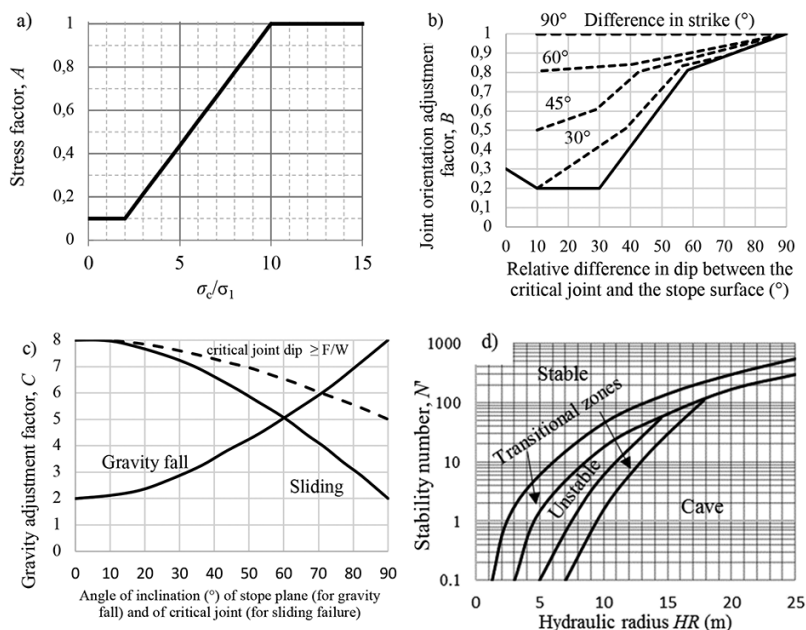 a)
Stress factor, A
1
0,8
0,6
0,4
0,2
0
0 5 10 15
σc/σ1
b)
90° Difference in strike (°)
Joint orientation adjustment
factor, B
1
0,9
0,8
0,7
0,6
0,5
0,4
0,3
0,2
0,1
0
60°
45°
30°
0 10 20 30 40 50 60 70 80 90
Relative difference in dip between the
critical joint and the stope surface (°)
c)
Gravity adjustment factor, C
8
7
6
5
4
3
2
1
0
critical joint dip ≥ F/W
Gravity fall
Sliding
0 10 20 30 40 50 60 70 80 90
Angle of inclination (°) of stope plane (for gravity
fall) and of critical joint (for sliding failure)
d)
Stability number, N'
1000
100
10
1
0.1
Stable
Transitional zones
Unstable
Cave
0 5 10 15 20 25
Hydraulic radius HR (m)